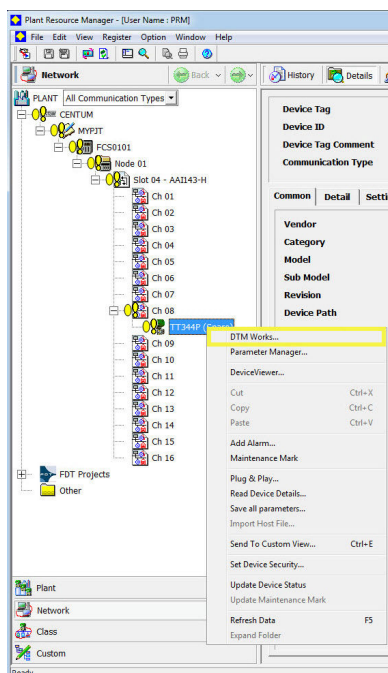 Plant Resource Manager - [User Name : PRM]
File Edit View Register Option Window Help
Network Back History Details
PLANT All Communication Types
CENTUM
MYPJT
FCS0101
Node 01
Slot 04 - AAI143-H
Ch 01
Ch 02
Ch 03
Ch 04
Ch 05
Ch 06
Ch 07
Ch 08
TT344P
Ch 09
Ch 10
Ch 11
Ch 12
Ch 13
Ch 14
Ch 15
Ch 16
FDT Projects
Other
Device Tag
Device ID
Device Tag Comment
Communication Type
Common Detail
Vendor
Category
Model
Sub Model
Revision
Device Path
DTM Works...
Parameter Manager...
DeviceViewer...
Cut Ctrl+X
Copy Ctrl+C
Paste Ctrl+V
Add Alarm...
Maintenance Mark
Plug & Play...
Read Device Details...
Save all parameters...
Import Host File...
Send To Custom View... Ctrl+E
Set Device Security...
Update Device Status
Update Maintenance Mark
Refresh Data F5
Expand Folder
Plant
Network
Class
Custom